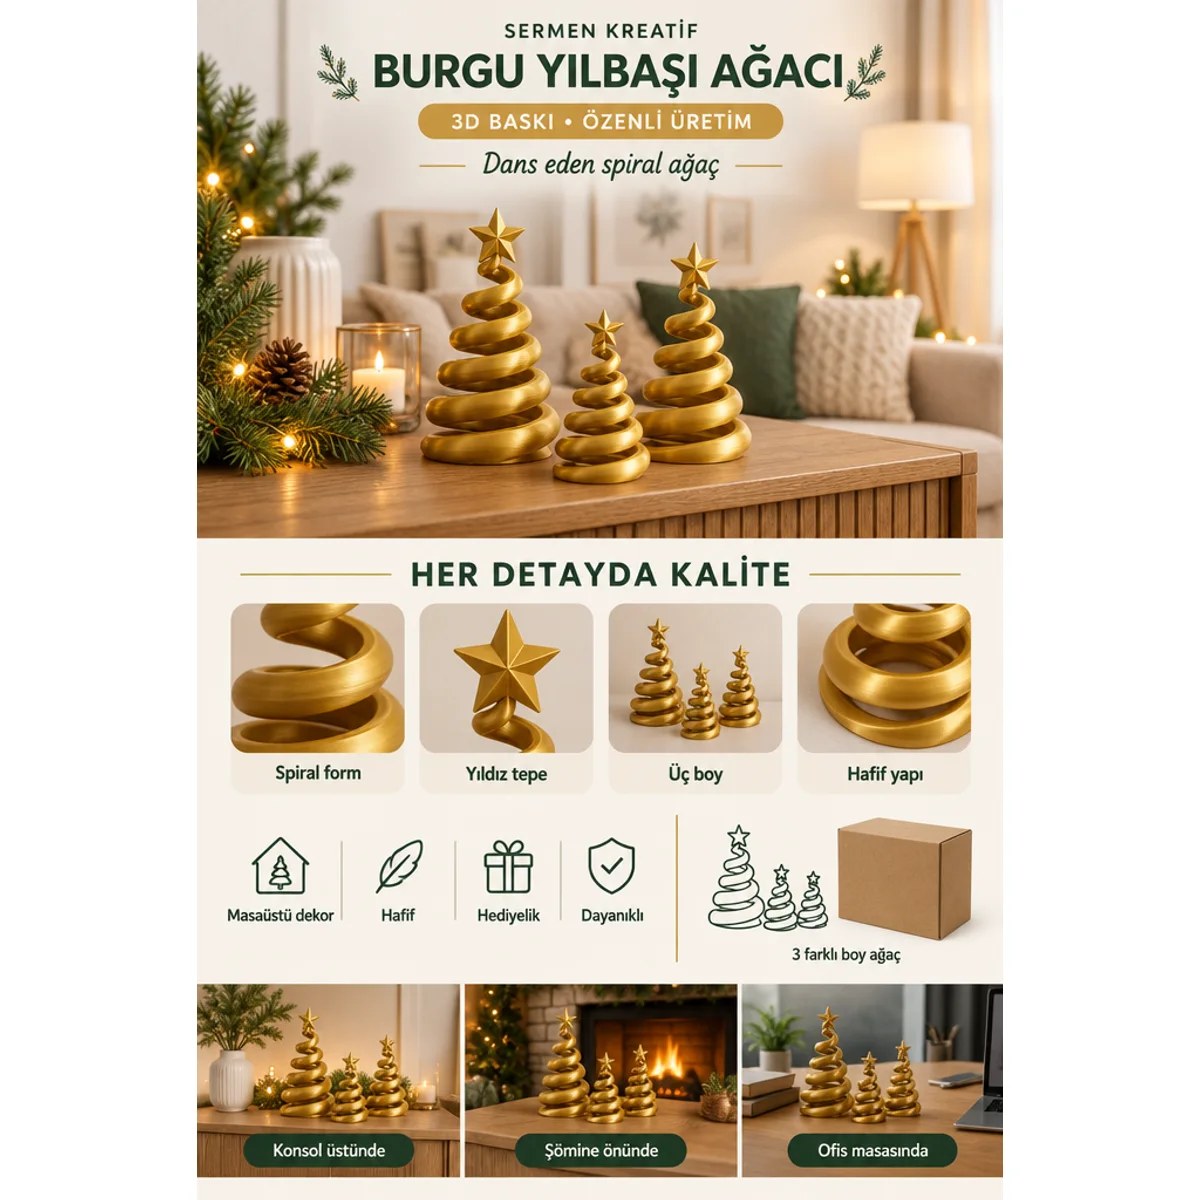 SERMEN KREATİF
BURGU YILBAŞI AĞACI
3D BASKI • ÖZENLİ ÜRETİM
Dans eden spiral ağaç
HER DETAYDA KALİTE
Spiral form
Yıldız tepe
Üç boy
Hafif yapı
Masaüstü dekor
Hafif
Hediyelik
Dayanıklı
3 farklı boy ağaç
Konsol üstünde
Şömine önünde
Ofis masasında